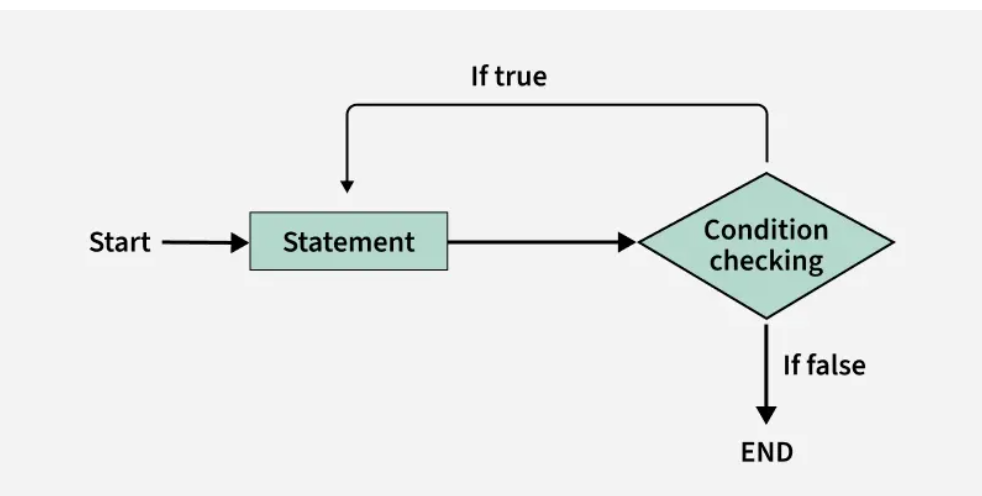 If true
Start
Statement
Condition
checking
If false
END